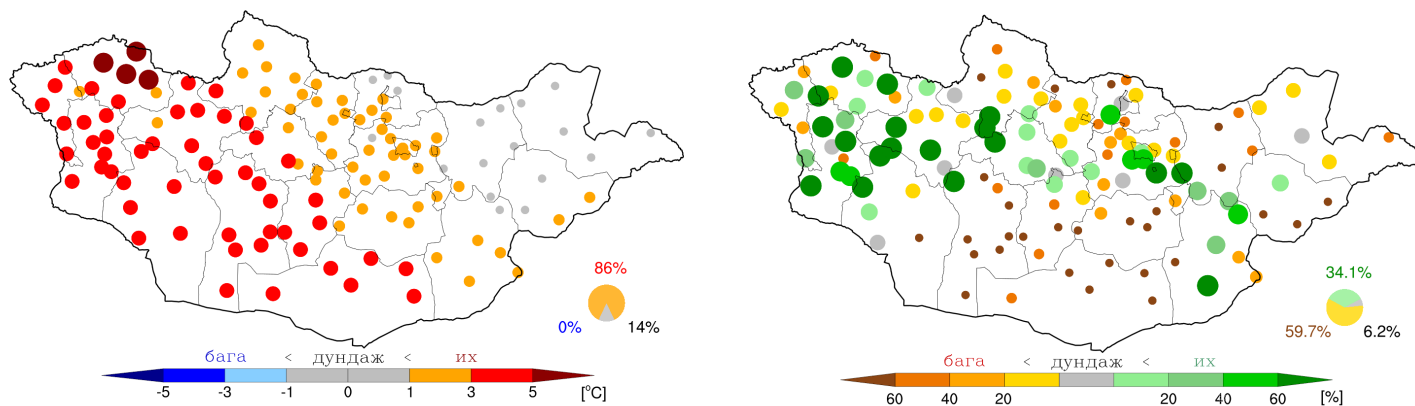 86%
0% 14%
бага < дундаж < их
-5 -3 -1 0 1 3 5 [°C]
34.1%
59.7% 6.2%
бага < дундаж < их
60 40 20 20 40 60 [%]